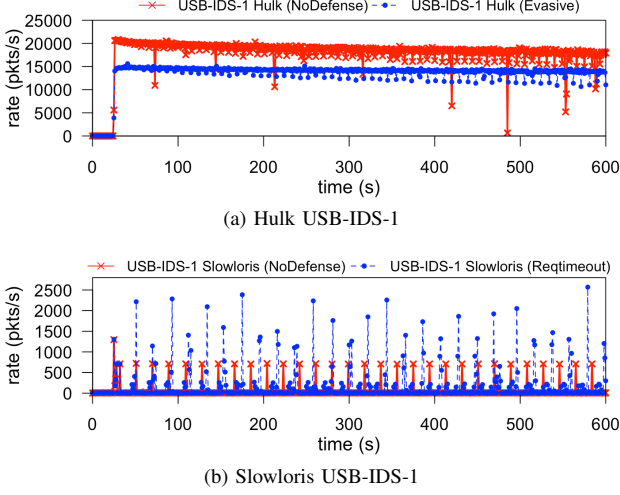 USB-IDS-1 Hulk (NoDefense) USB-IDS-1 Hulk (Evasive)
25000
20000
15000
10000
5000
0
rate (pkts/s)
0 100 200 300 400 500 600
time (s)
(a) Hulk USB-IDS-1
USB-IDS-1 Slowloris (NoDefense) USB-IDS-1 Slowloris (Reqtimeout)
2500
2000
1500
1000
500
0
rate (pkts/s)
0 100 200 300 400 500 600
time (s)
(b) Slowloris USB-IDS-1